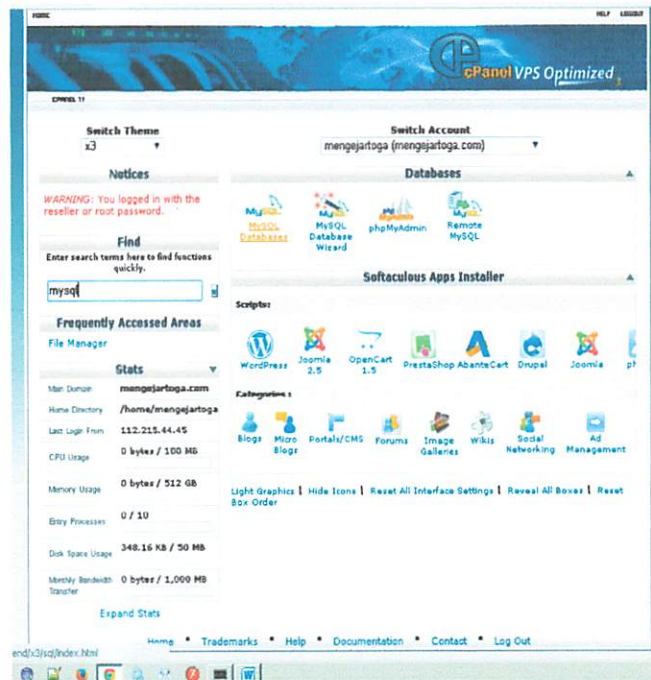 HOME
HELP LOGOUT
cPanel VPS Optimized
CPANEL 11
Switch Theme
x3
Switch Account
mengejartoga (mengejartoga.com)
Notices
WARNING: You logged in with the
reseller or root password.
Find
Enter search terms here to find functions
quickly.
mysql
Frequently Accessed Areas
File Manager
Stats
Main Domain mengejartoga.com
Home Directory /home/mengejartoga
Last Login From 112.215.44.45
CPU Usage 0 bytes / 100 MB
Memory Usage 0 bytes / 512 GB
Entry Processes 0 / 10
Disk Space Usage 348.16 KB / 50 MB
Monthly Bandwidth
Transfer 0 bytes / 1,000 MB
Expand Stats
Databases
MySQL
Databases
MySQL
Database
Wizard
phpMyAdmin
Remote
MySQL
Softaculous Apps Installer
Scripts:
WordPress
Joomla
2.5
OpenCart
1.5
PrestaShop
AbanteCart
Drupal
Joomla
ph
Categories :
Blogs
Micro
Blogs
Portals/CMS
Forums
Image
Galleries
Wikis
Social
Networking
Ad
Management
Light Graphics | Hide Icons | Reset All Interface Settings | Reveal All Boxes | Reset
Box Order
Home • Trademarks • Help • Documentation • Contact • Log Out
end/x3/sql/index.html